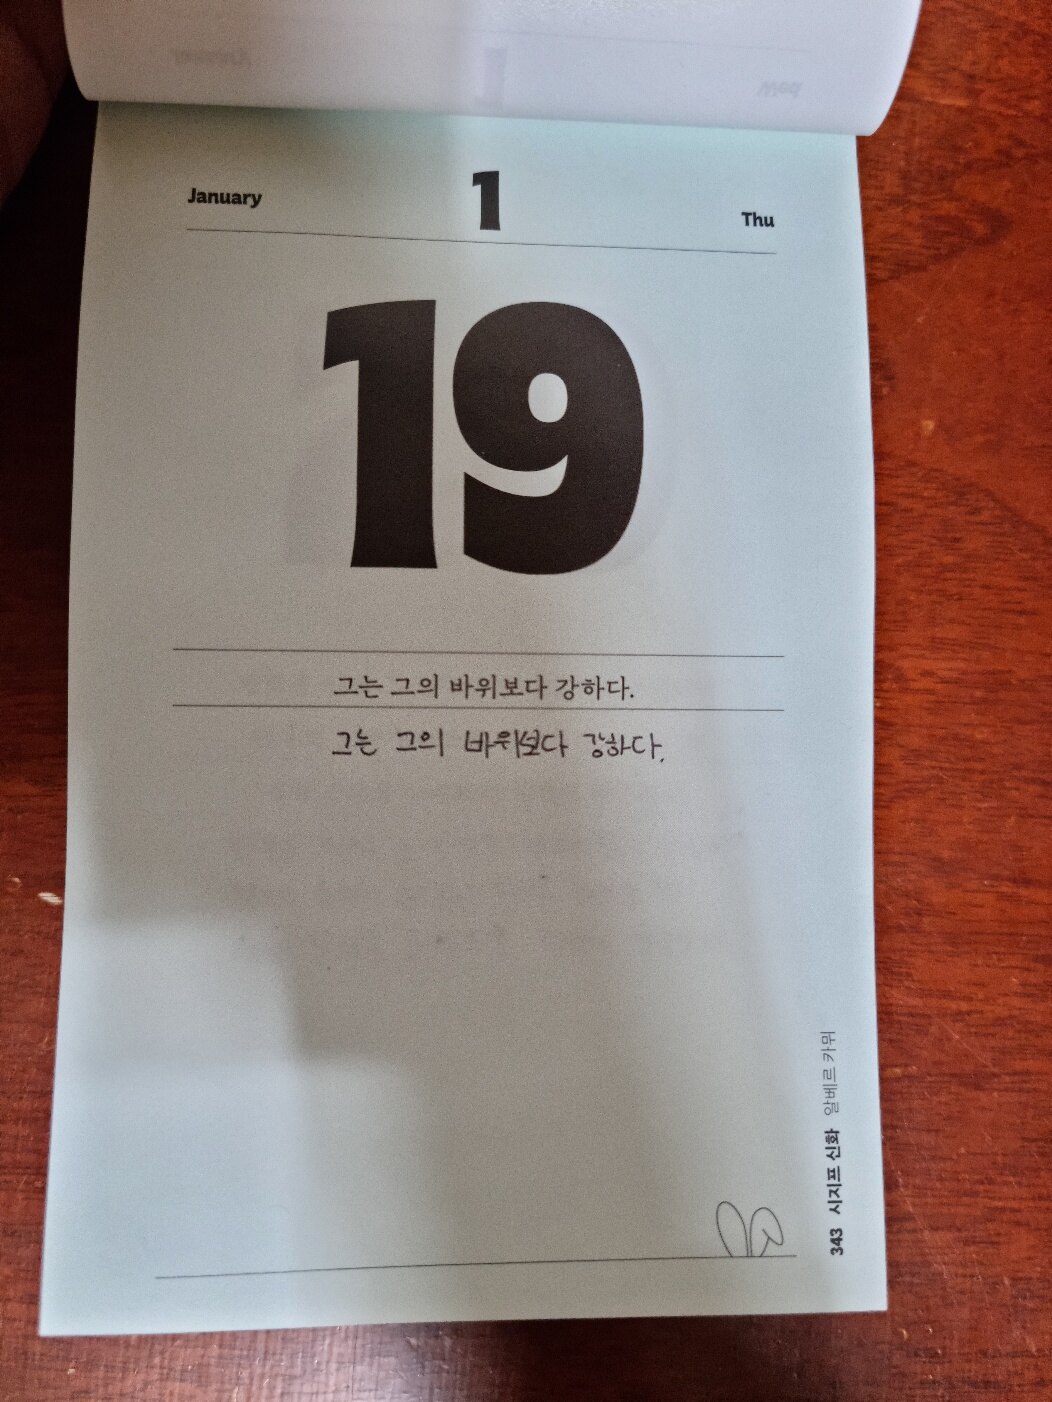 January 1 Thu
19
그는 그의 바위보다 강하다.
그는 그의 바위보다 강하다.
343 시지프 신화 알베르 카뮈